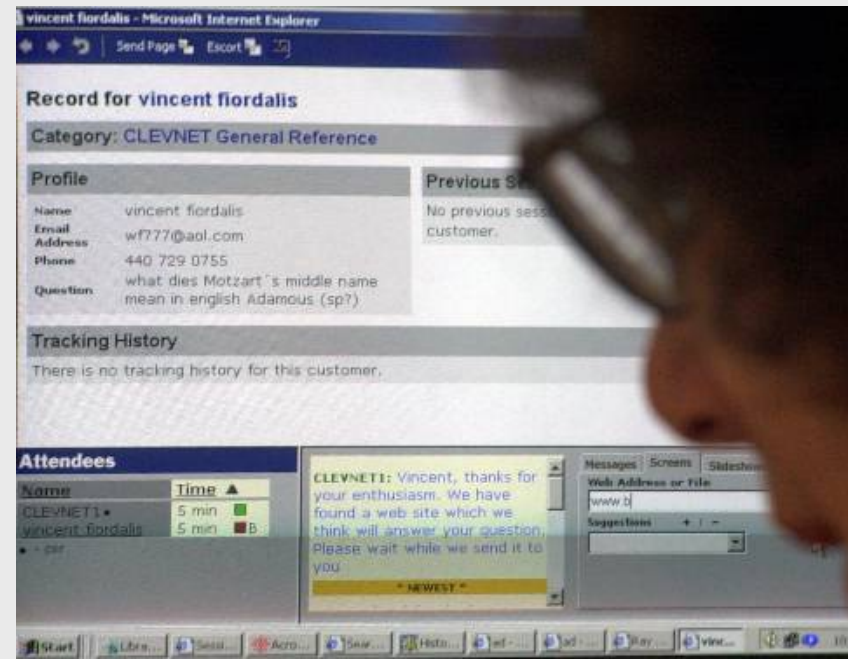 vincent fiordalis - Microsoft Internet Explorer
Send Page Escort
Record for vincent fiordalis
Category: CLEVNET General Reference
Profile
Name vincent fiordalis
Email Address wf777@aol.com
Phone 440 729 0755
Question what dies Motzart´s middle name
mean in english Adamous (sp?)
Previous
No previous
customer.
Tracking History
There is no tracking history for this customer.
Attendees
Name Time ▲
CLEVNET1• 5 min
vincent fiordalis 5 min B
CLEVNET1: Vincent, thanks for
your enthusiasm. We have
found a web site which we
think will answer your question.
Please wait while we send it to
you
^ NEWEST ^
Messages Screens
Web Address or File
www.b
Suggestions + / -
Start